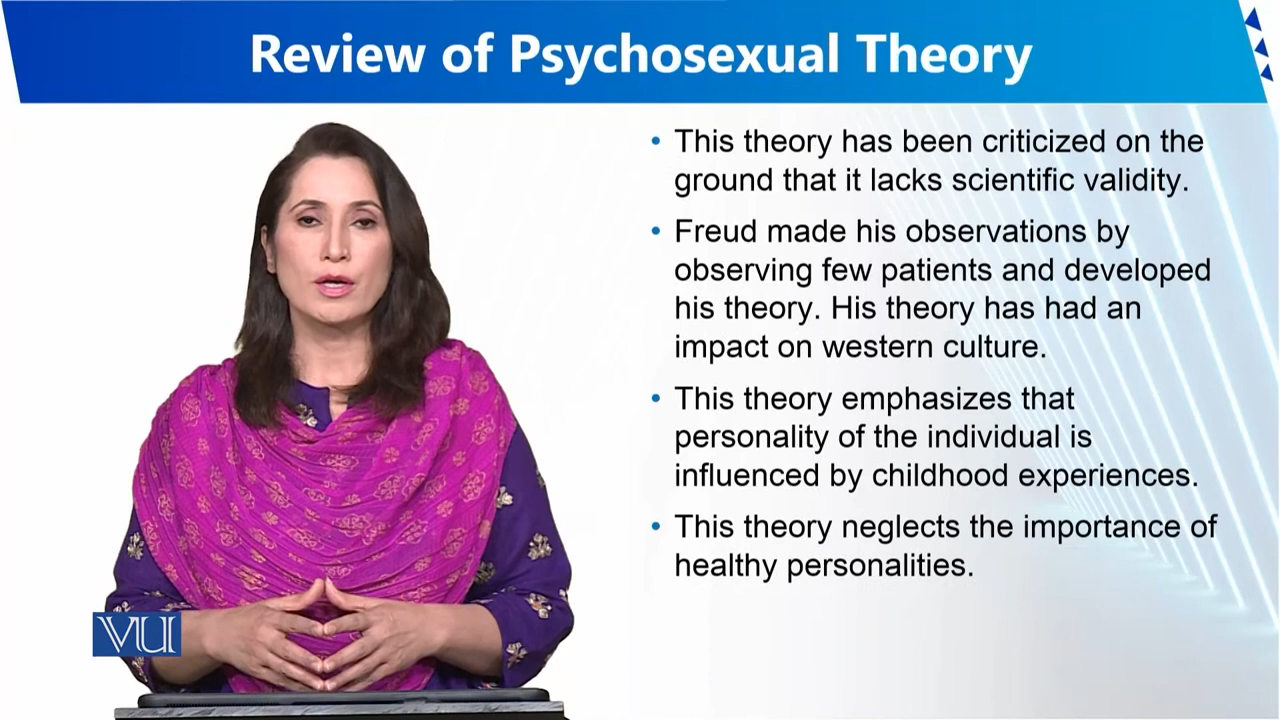 Review of Psychosexual Theory
• This theory has been criticized on the
ground that it lacks scientific validity.
• Freud made his observations by
observing few patients and developed
his theory. His theory has had an
impact on western culture.
• This theory emphasizes that
personality of the individual is
influenced by childhood experiences.
• This theory neglects the importance of
healthy personalities.
VU